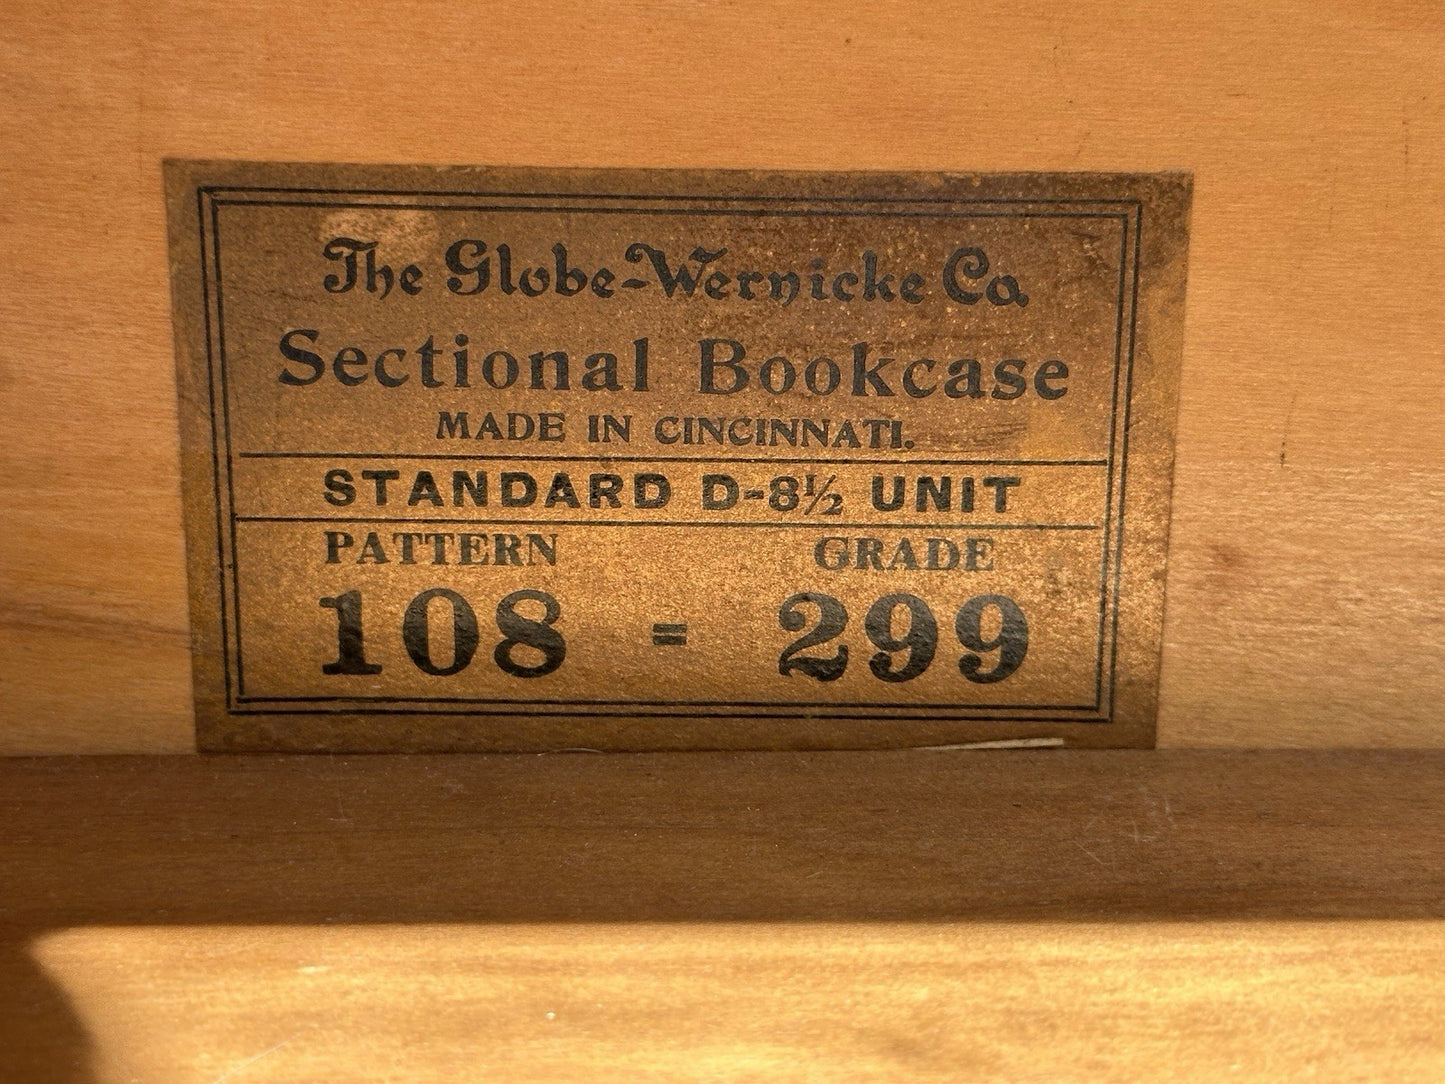 The Globe-Wernicke Co.
Sectional Bookcase
MADE IN CINCINNATI.
STANDARD D-8½ UNIT
PATTERN GRADE
108 = 299